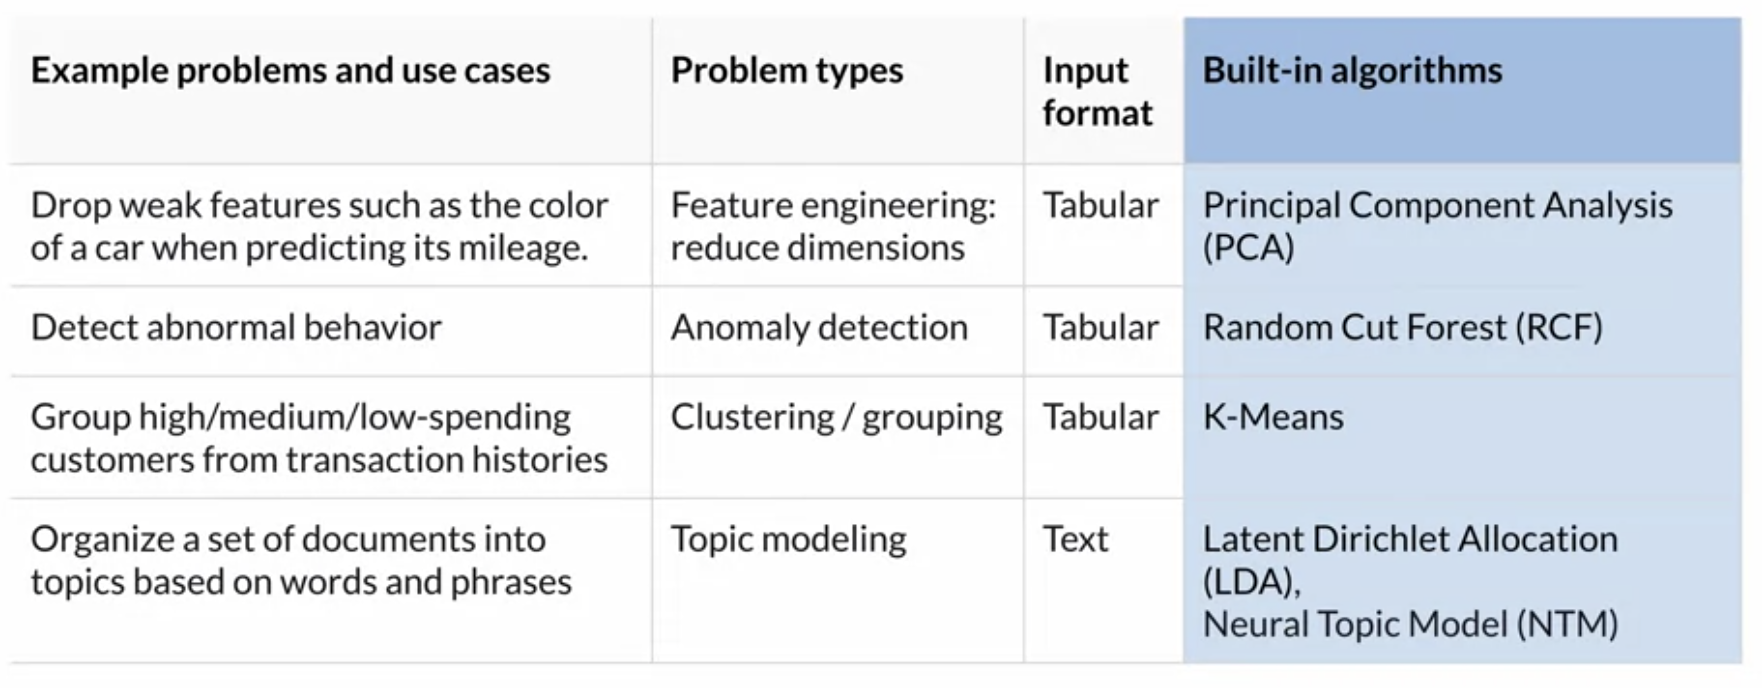 Example problems and use cases
Problem types
Input
format
Built-in algorithms
Drop weak features such as the color
of a car when predicting its mileage.
Feature engineering:
reduce dimensions
Tabular
Principal Component Analysis
(PCA)
Detect abnormal behavior
Anomaly detection
Tabular
Random Cut Forest (RCF)
Group high/medium/low-spending
customers from transaction histories
Clustering / grouping
Tabular
K-Means
Organize a set of documents into
topics based on words and phrases
Topic modeling
Text
Latent Dirichlet Allocation
(LDA),
Neural Topic Model (NTM)